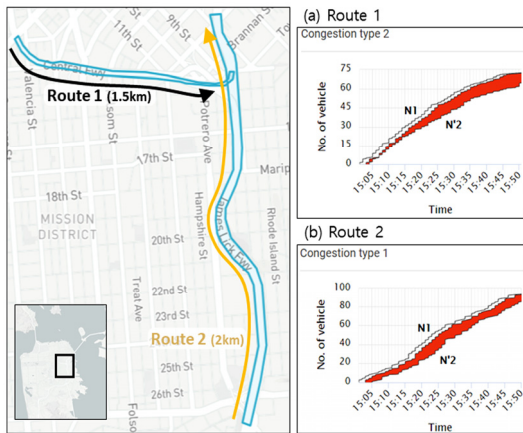 9th St
11th St
Brannan St
Central Fwy
Route 1 (1.5km)
Valencia St
som St
Potrero Ave
17th St
Marip
18th St
MISSION
DISTRICT
Hampshire St
James Lick Fwy
Rhode Island St
20th St
Treat Ave
22nd St
23rd St
Route 2 (2km)
25th St
26th St
Folso
(a) Route 1
Congestion type 2
No. of vehicle
75
60
45
30
15
0
N1
N'2
15:05
15:10
15:15
15:20
15:25
15:30
15:35
15:40
15:45
15:50
Time
(b) Route 2
Congestion type 1
No. of vehicle
100
80
60
40
20
0
N1
N'2
15:05
15:10
15:15
15:20
15:25
15:30
15:35
15:40
15:45
15:50
Time